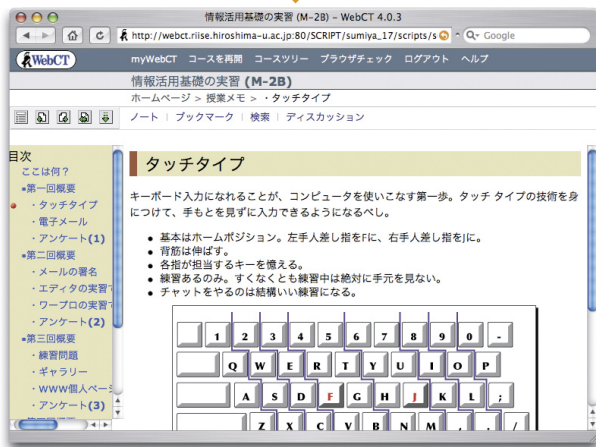 情報活用基礎の実習 (M-2B) – WebCT 4.0.3
http://webct.riise.hiroshima-u.ac.jp:80/SCRIPT/sumiya_17/scripts/s
Google
WebCT
myWebCT コースを再開 コースツリー ブラウザチェック ログアウト ヘルプ
情報活用基礎の実習 (M-2B)
ホームページ > 授業メモ > ・タッチタイプ
ノート | ブックマーク | 検索 | ディスカッション
目次
ここは何？
•第一回概要
・タッチタイプ
・電子メール
・アンケート(1)
•第二回概要
・メールの署名
・エディタの実習
・ワープロの実習
・アンケート(2)
•第三回概要
・練習問題
・ギャラリー
・WWW個人ペー
・アンケート(3)
タッチタイプ
キーボード入力になれることが、コンピュータを使いこなす第一歩。タッチ タイプの技術を身
につけて、手もとを見ずに入力できるようになるべし。
• 基本はホームポジション。左手人差し指をFに、右手人差し指をJに。
• 背筋は伸ばす。
• 各指が担当するキーを憶える。
• 練習あるのみ。すくなくとも練習中は絶対に手元を見ない。
• チャットをやるのは結構いい練習になる。
1 2 3 4 5 6 7 8 9 0 -
Q W E R T Y U I O P
A S D F G H J K L ;
Z X C V B N M , . /